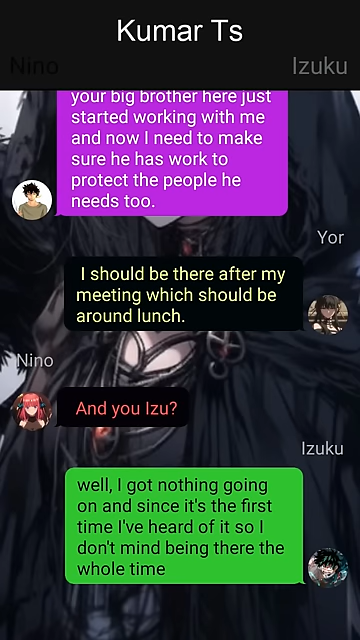 Kumar Ts
Nino
Izuku
your big brother here just
started working with me
and now I need to make
sure he has work to
protect the people he
needs too.
Yor
I should be there after my
meeting which should be
around lunch.
Nino
And you Izu?
Izuku
well, I got nothing going
on and since it's the first
time I've heard of it so I
don't mind being there the
whole time